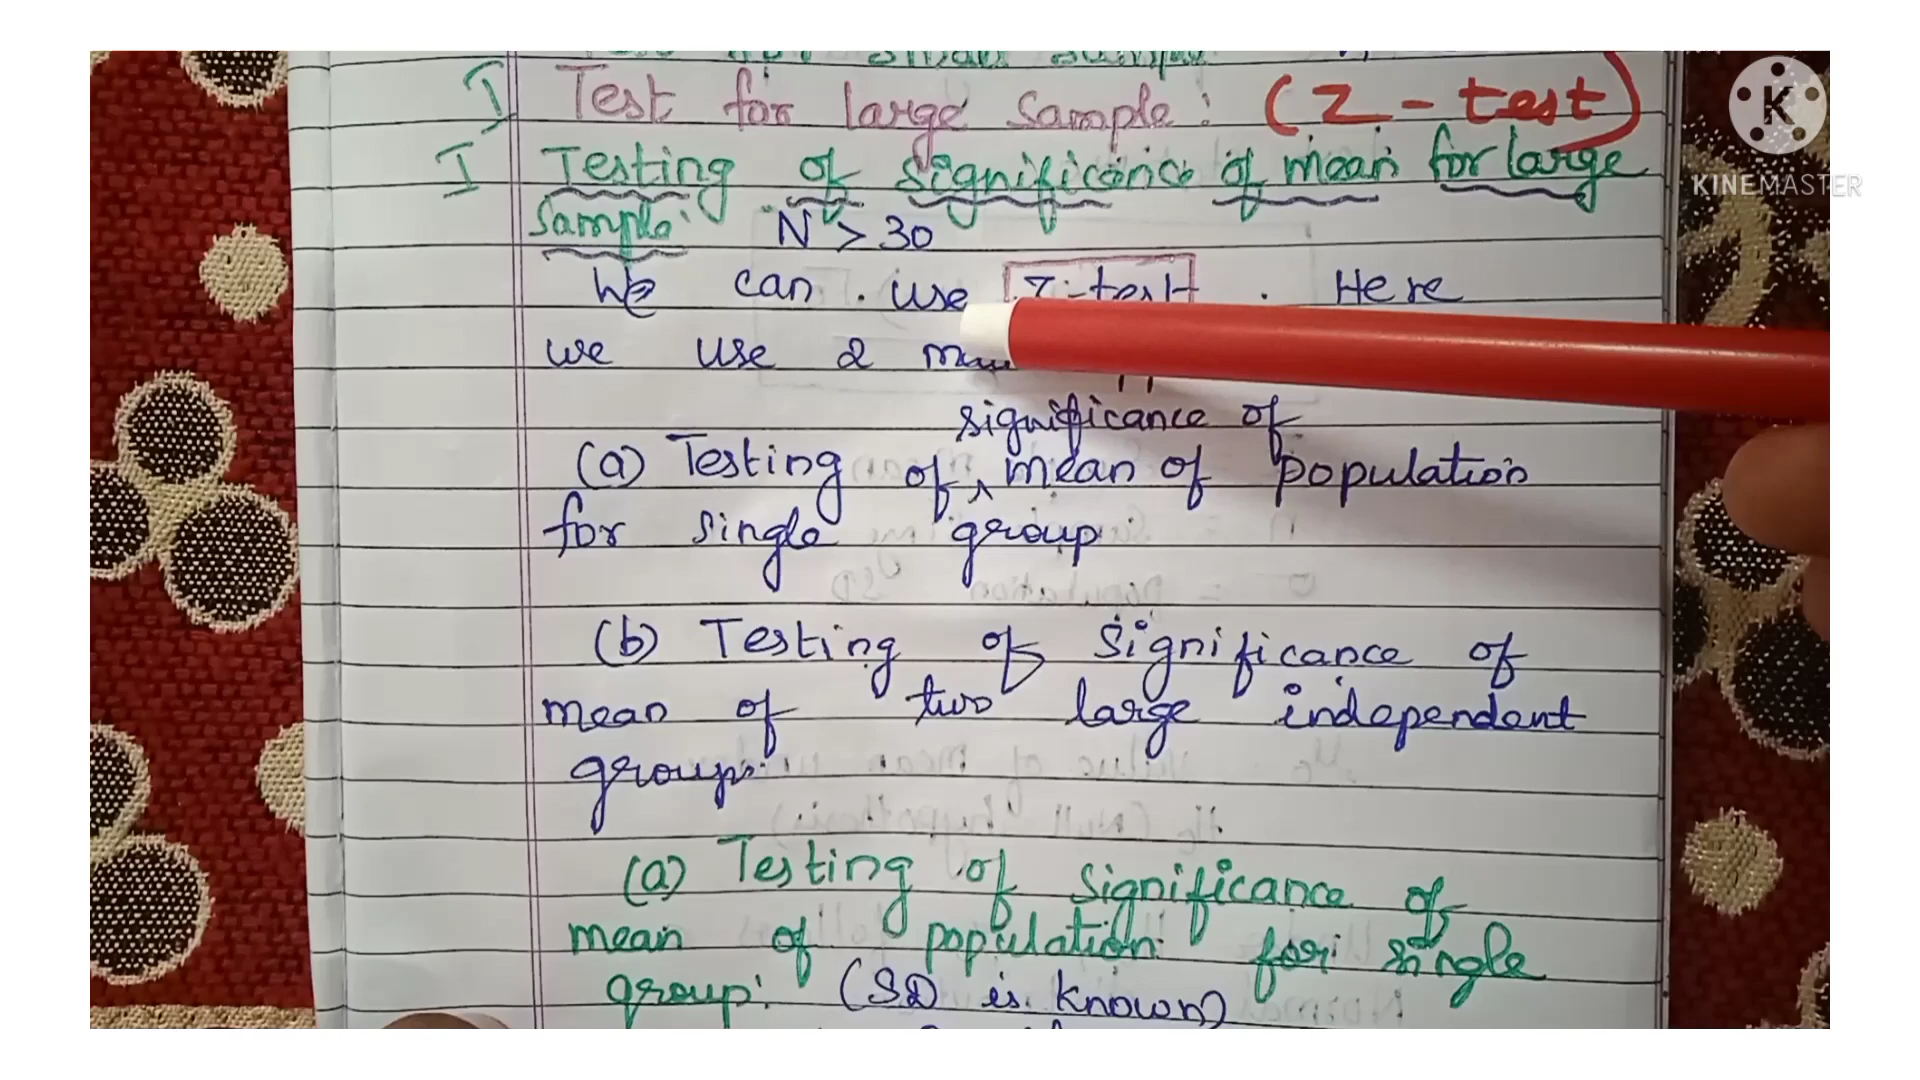 I Test for large Sample: (Z - test)
I Testing of significance of mean for large
Sample: N > 30
We can use Z-test. Here
we use 2
significance of
(a) Testing of ^ mean of population
for single group
(b) Testing of Significance of
mean of two large independent
groups.
(a) Testing of Significance of
mean of population for single
group: (SD is known)
K
KINEMASTER